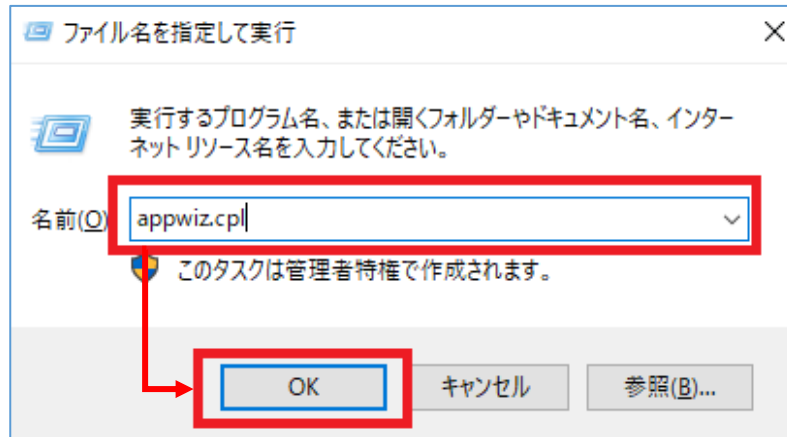 ファイル名を指定して実行
実行するプログラム名、または開くフォルダーやドキュメント名、インター
ネット リソース名を入力してください。
名前(O) appwiz.cpl
このタスクは管理者特権で作成されます。
OK キャンセル 参照(B)...